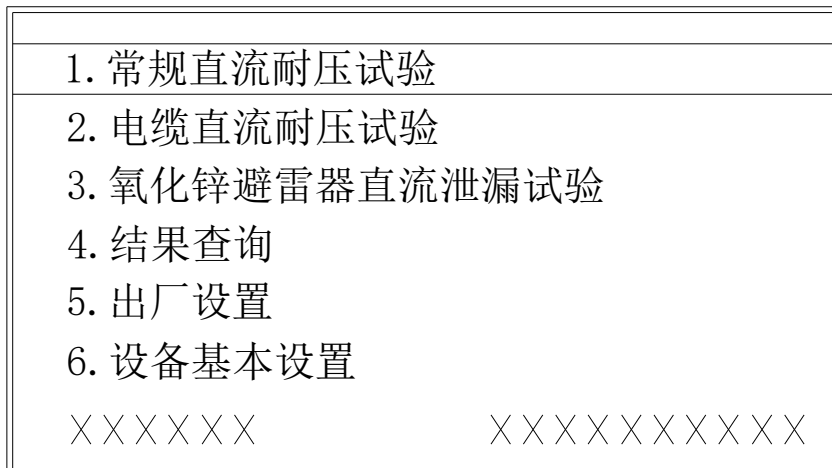 1.常规直流耐压试验
2.电缆直流耐压试验
3.氧化锌避雷器直流泄漏试验
4.结果查询
5.出厂设置
6.设备基本设置
XXXXXX XXXXXXXXXX